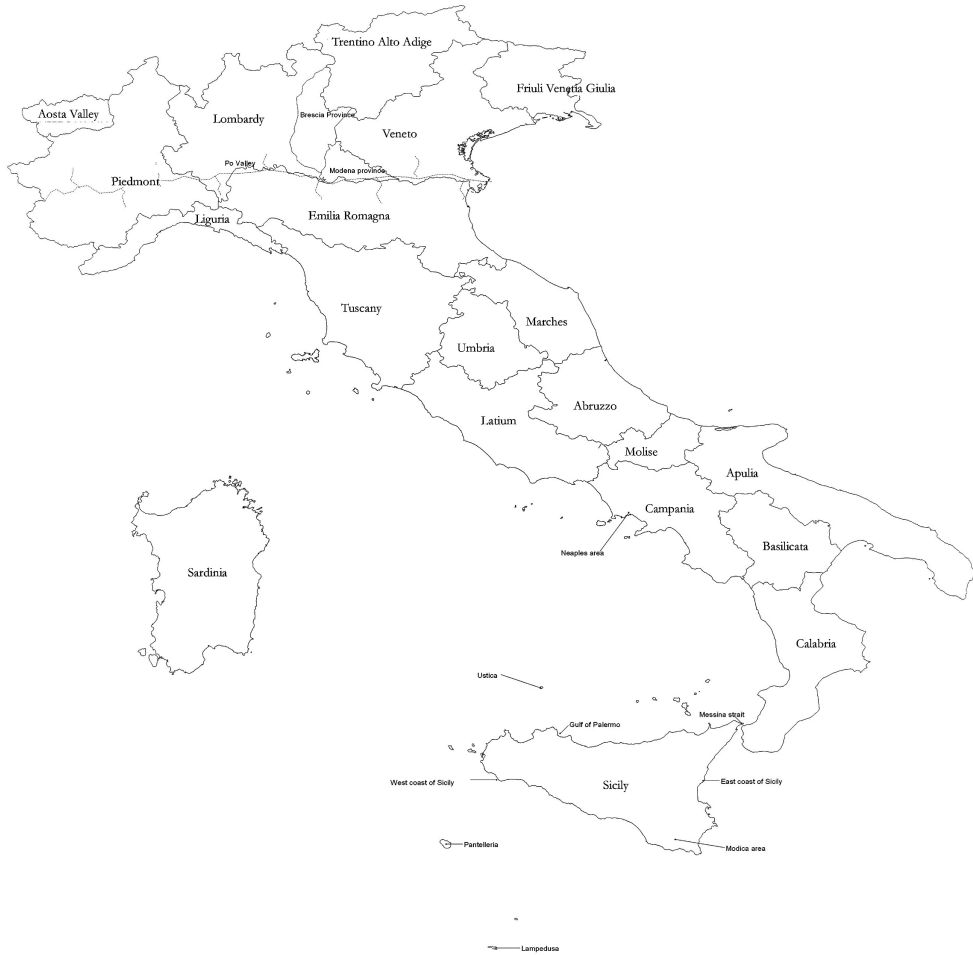 Trentino Alto Adige
Friuli Venetia Giulia
Aosta Valley
Lombardy
Brescia Province
Veneto
Po Valley
Modena province
Piedmont
Liguria
Emilia Romagna
Tuscany
Marches
Umbria
Abruzzo
Latium
Molise
Apulia
Campania
Neaples area
Basilicata
Sardinia
Calabria
Ustica
Messina strait
Gulf of Palermo
West coast of Sicily
Sicily
East coast of Sicily
Pantelleria
Modica area
Lampedusa